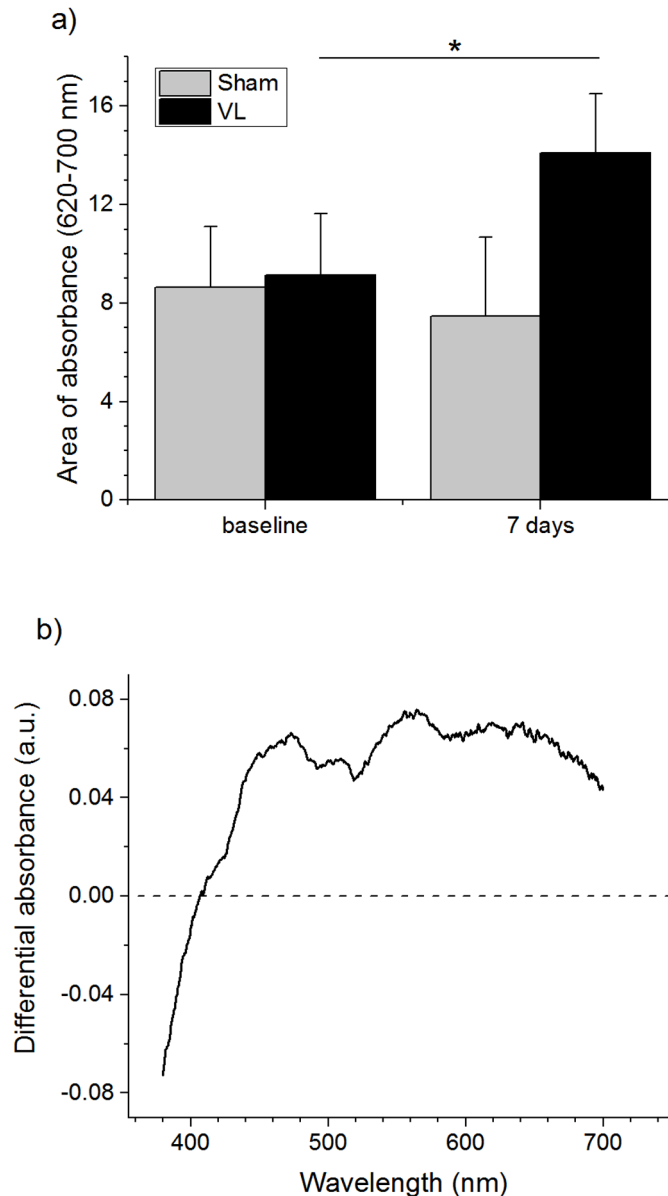 a)
*
Sham
VL
Area of absorbance (620-700 nm)
16
12
8
4
0
baseline 7 days
b)
Differential absorbance (a.u.)
0.08
0.04
0.00
-0.04
-0.08
400 500 600 700
Wavelength (nm)